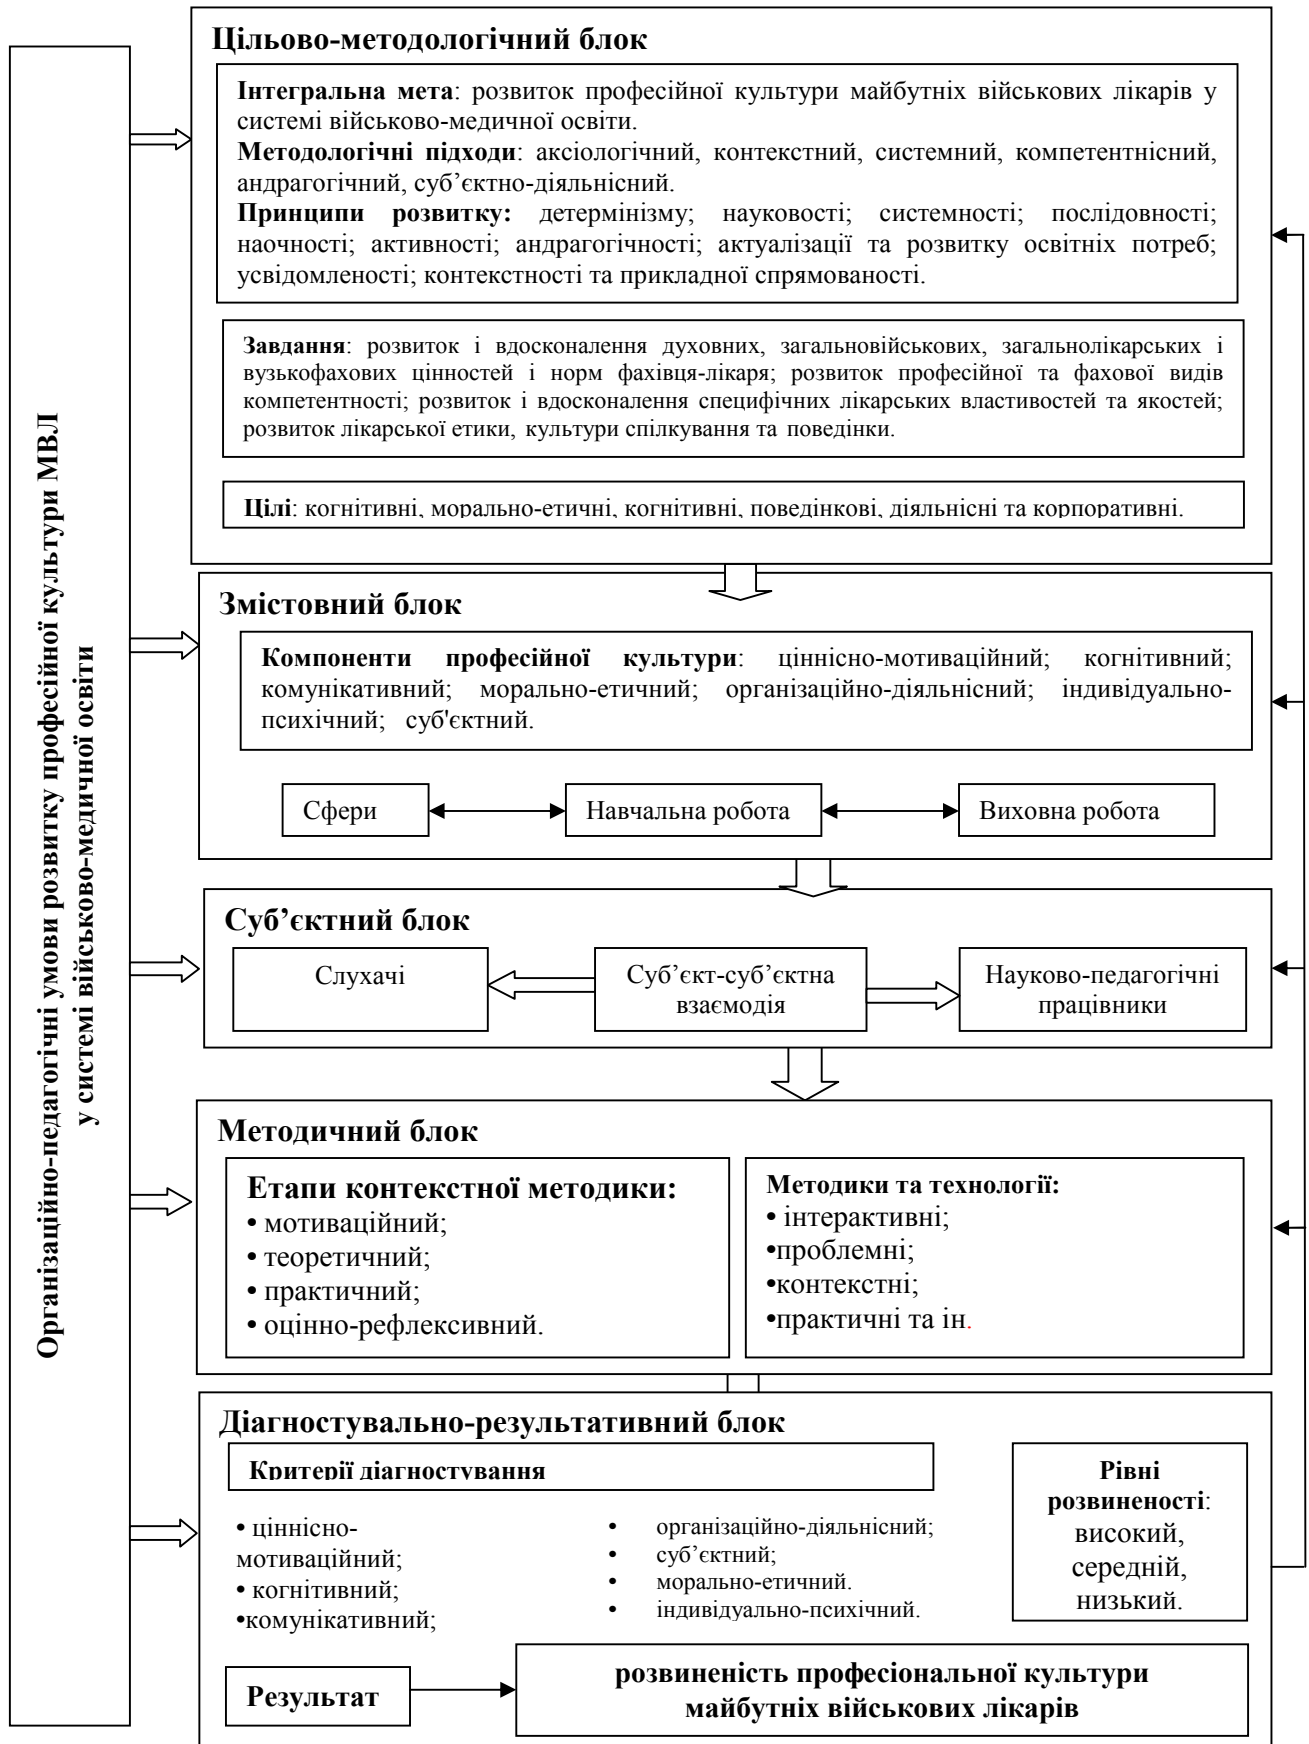 Організаційно-педагогічні умови розвитку професійної культури МВЛ
у системі військово-медичної освіти
Цільово-методологічний блок
Інтегральна мета: розвиток професійної культури майбутніх військових лікарів у
системі військово-медичної освіти.
Методологічні підходи: аксіологічний, контекстний, системний, компетентнісний,
андрагогічний, суб’єктно-діяльнісний.
Принципи розвитку: детермінізму; науковості; системності; послідовності;
наочності; активності; андрагогічності; актуалізації та розвитку освітніх потреб;
усвідомленості; контекстності та прикладної спрямованості.
Завдання: розвиток і вдосконалення духовних, загальновійськових, загальнолікарських і
вузькофахових цінностей і норм фахівця-лікаря; розвиток професійної та фахової видів
компетентності; розвиток і вдосконалення специфічних лікарських властивостей та якостей;
розвиток лікарської етики, культури спілкування та поведінки.
Цілі: когнітивні, морально-етичні, когнітивні, поведінкові, діяльнісні та корпоративні.
Змістовний блок
Компоненти професійної культури: ціннісно-мотиваційний; когнітивний;
комунікативний; морально-етичний; організаційно-діяльнісний; індивідуально-
психічний; суб'єктний.
Сфери
Навчальна робота
Виховна робота
Суб’єктний блок
Слухачі
Суб’єкт-суб’єктна
взаємодія
Науково-педагогічні
працівники
Методичний блок
Етапи контекстної методики:
• мотиваційний;
• теоретичний;
• практичний;
• оцінно-рефлексивний.
Методики та технології:
• інтерактивні;
•проблемні;
•контекстні;
•практичні та ін.
Діагностувально-результативний блок
Критерії діагностування
• ціннісно-
мотиваційний;
• когнітивний;
•комунікативний;
• організаційно-діяльнісний;
• суб’єктний;
• морально-етичний.
• індивідуально-психічний.
Рівні
розвиненості:
високий,
середній,
низький.
Результат
розвиненість професіональної культури
майбутніх військових лікарів